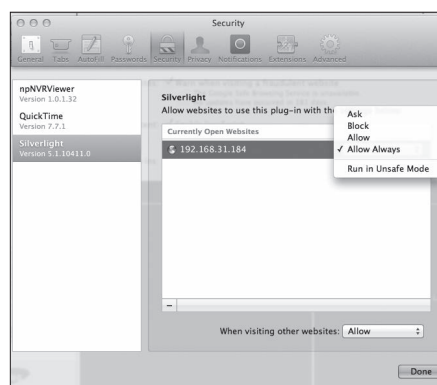 Security
General Tabs AutoFill Passwords Security Privacy Notifications Extensions Advanced
npNVRViewer
Version 1.0.1.32
QuickTime
Version 7.7.1
Silverlight
Version 5.1.10411.0
Silverlight
Allow websites to use this plug-in with the
Currently Open Websites
192.168.31.184
Ask
Block
Allow
✓ Allow Always
Run in Unsafe Mode
−
When visiting other websites: Allow
Done